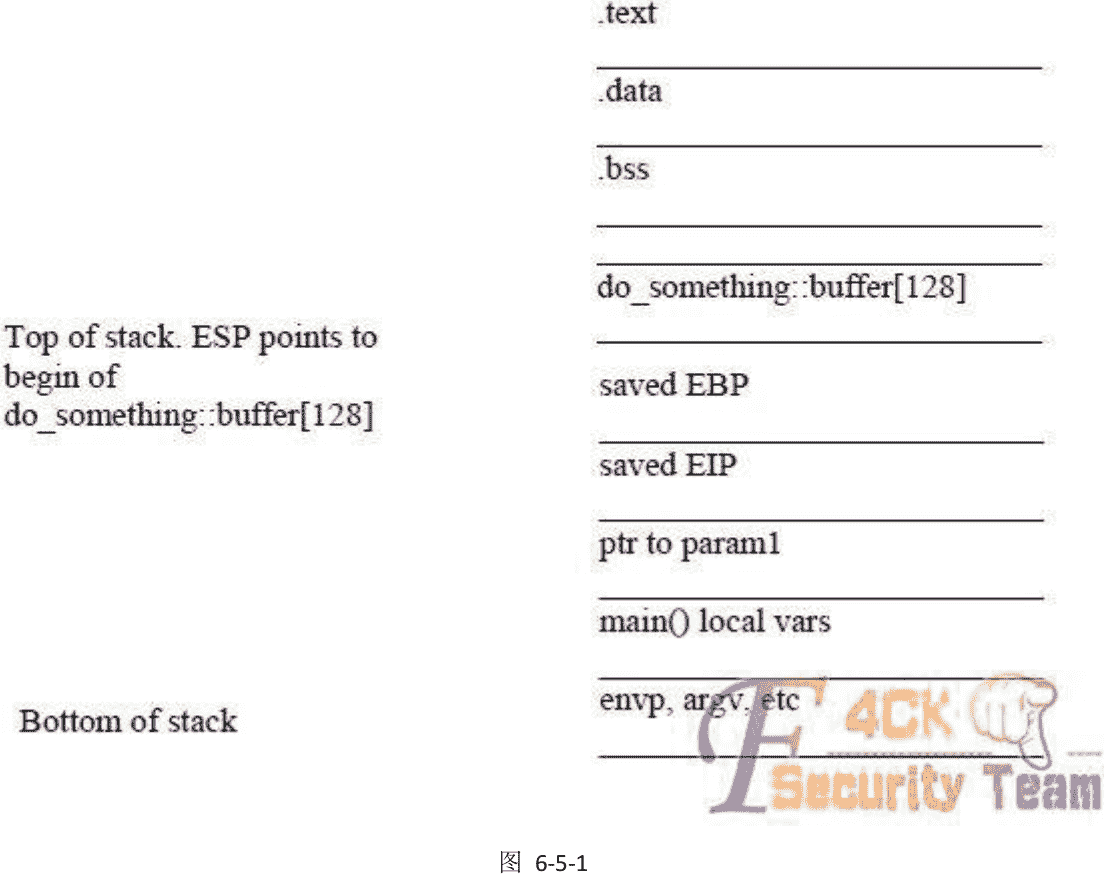 .text
.data
.bss
do_something::buffer[128]
Top of stack. ESP points to
begin of
do_something::buffer[128]
saved EBP
saved EIP
ptr to param1
main() local vars
envp, argv, etc
Bottom of stack
F4CK
Security Team
图 6-5-1